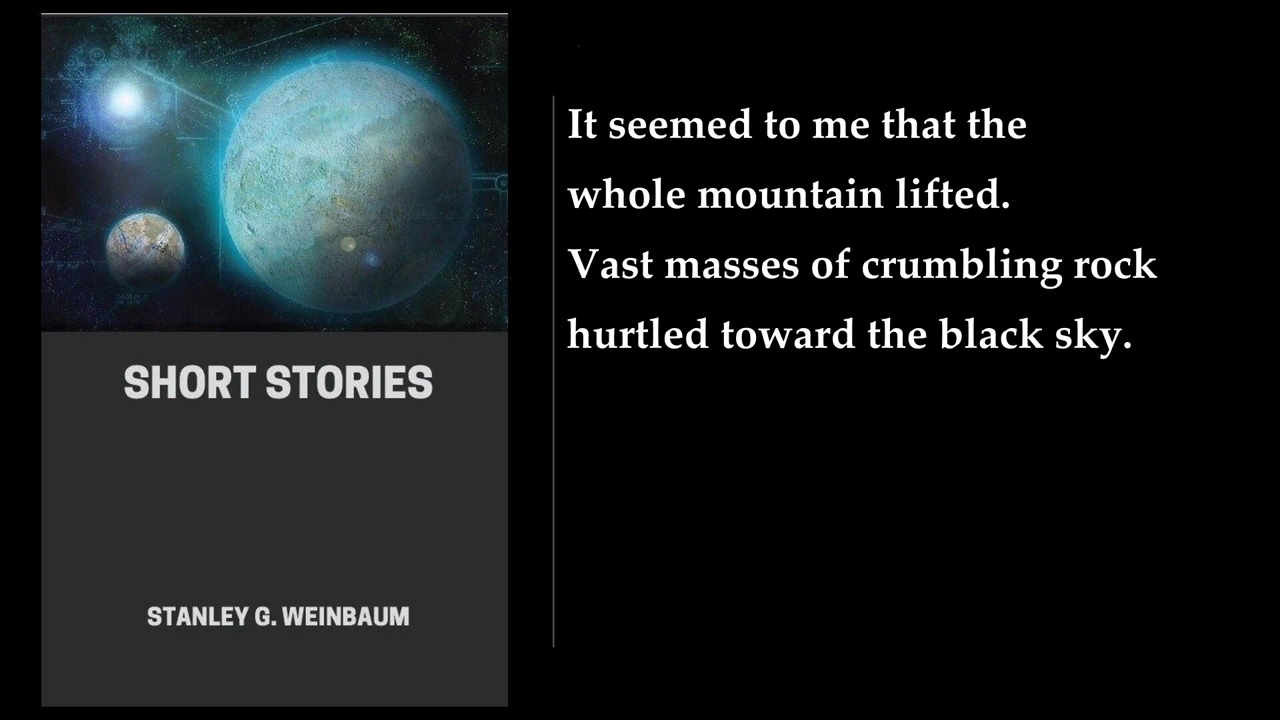 SHORT STORIES
STANLEY G. WEINBAUM
It seemed to me that the
whole mountain lifted.
Vast masses of crumbling rock
hurtled toward the black sky.